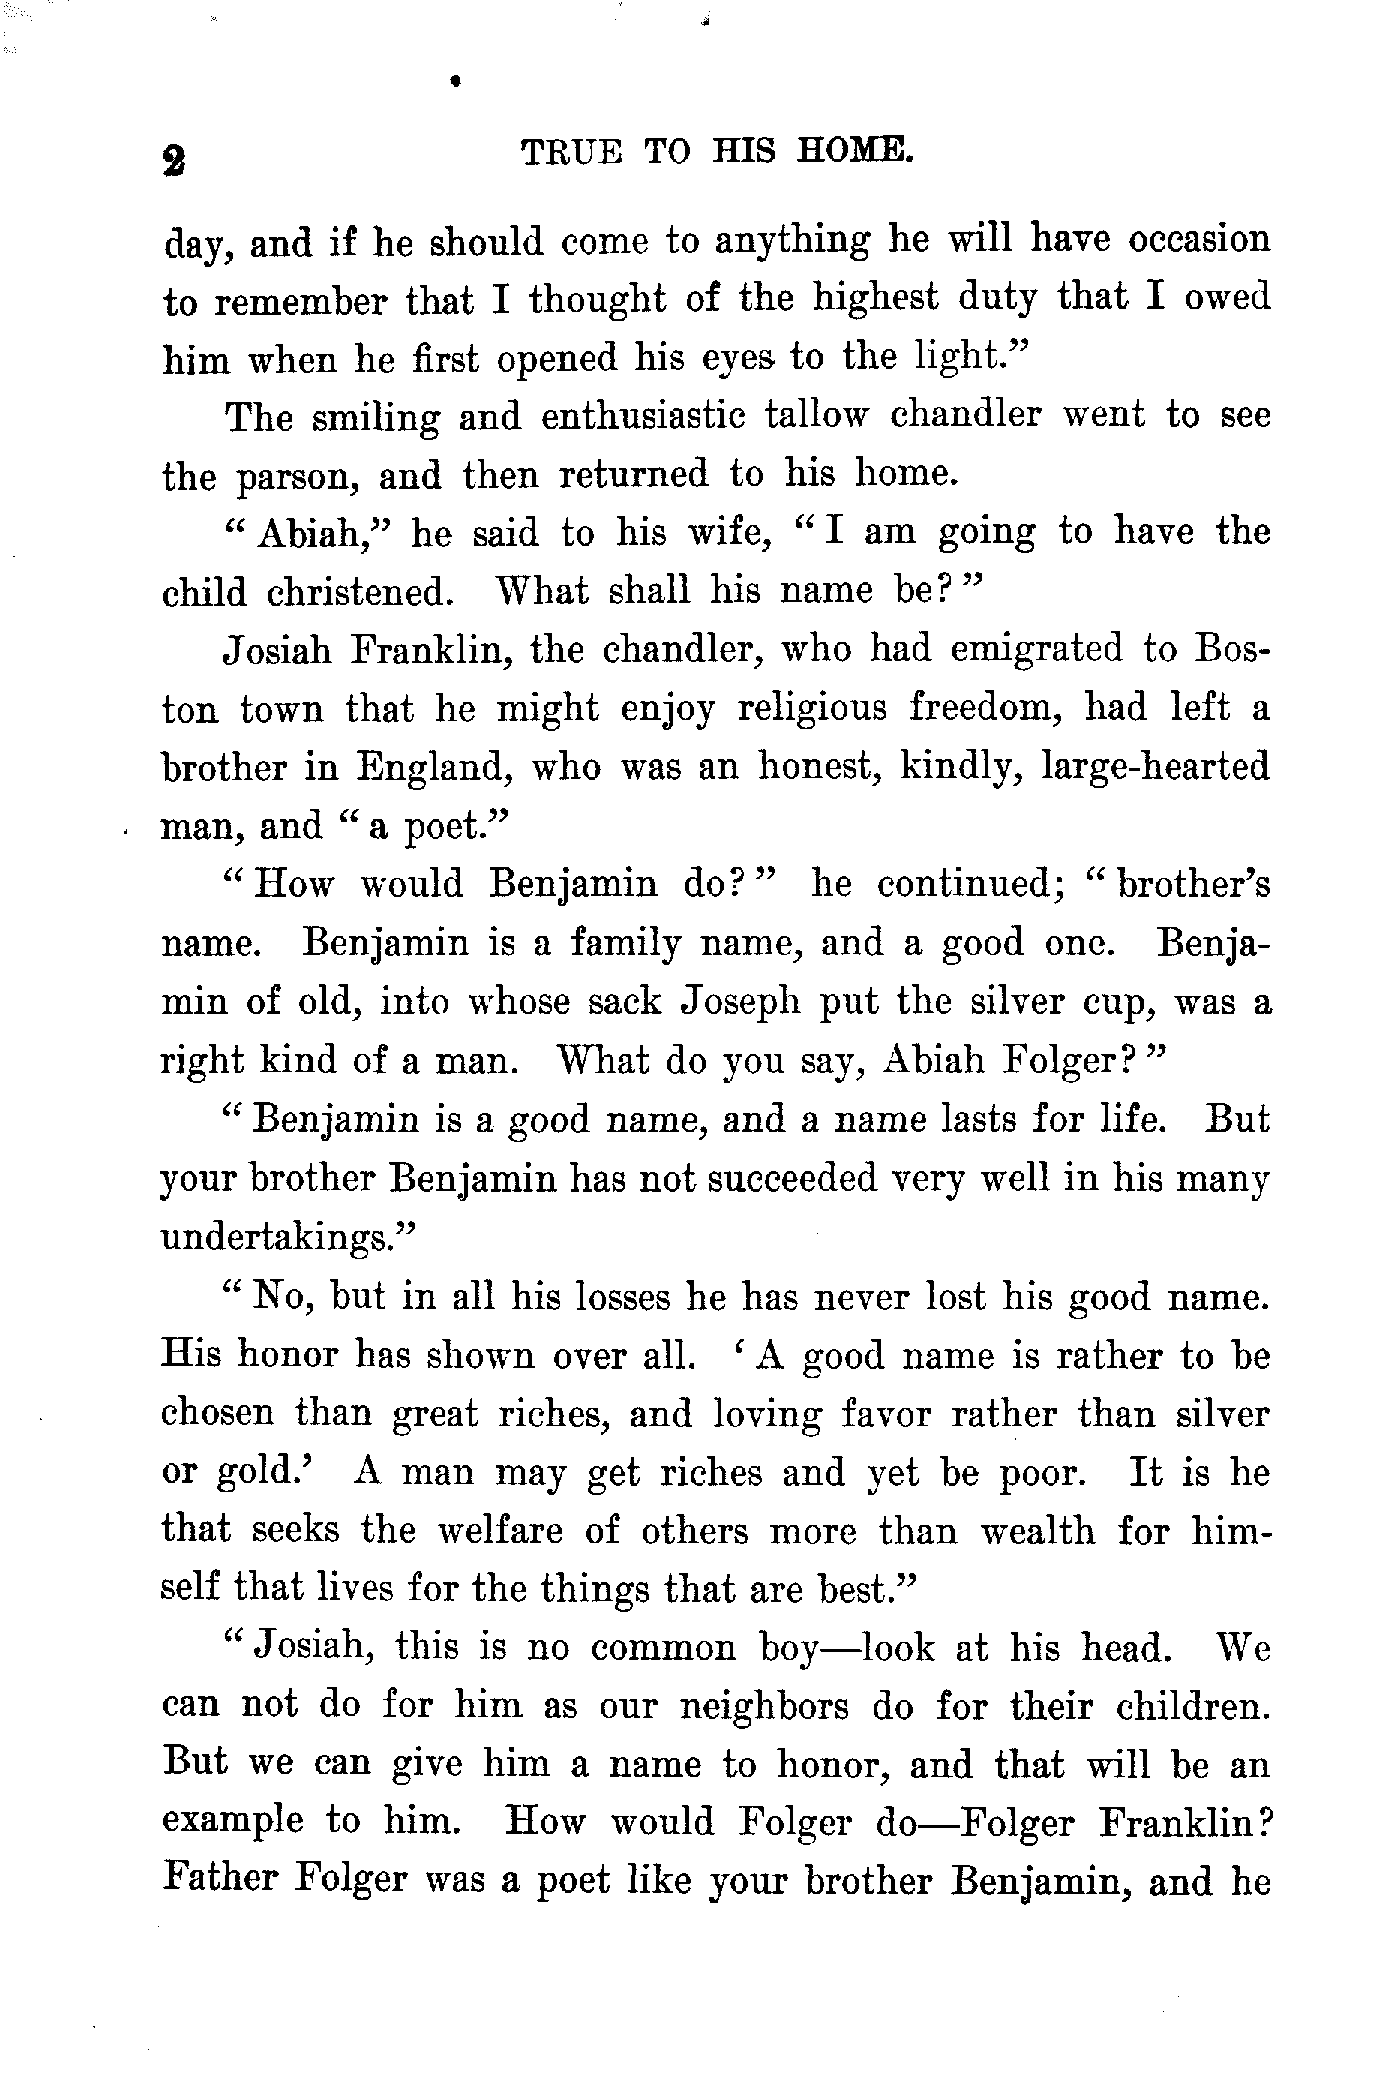 2 TRUE TO HIS HOME.
day, and if he should come to anything he will have occasion
to remember that I thought of the highest duty that I owed
him when he first opened his eyes to the light.”
The smiling and enthusiastic tallow chandler went to see
the parson, and then returned to his home.
“ Abiah,” he said to his wife, “ I am going to have the
child christened. What shall his name be? ”
Josiah Franklin, the chandler, who had emigrated to Bos-
ton town that he might enjoy religious freedom, had left a
brother in England, who was an honest, kindly, large-hearted
man, and “ a poet.”
“ How would Benjamin do? ” he continued; “ brother’s
name. Benjamin is a family name, and a good one. Benja-
min of old, into whose sack Joseph put the silver cup, was a
right kind of a man. What do you say, Abiah Folger? ”
“ Benjamin is a good name, and a name lasts for life. But
your brother Benjamin has not succeeded very well in his many
undertakings.”
“ No, but in all his losses he has never lost his good name.
His honor has shown over all. ‘ A good name is rather to be
chosen than great riches, and loving favor rather than silver
or gold.’ A man may get riches and yet be poor. It is he
that seeks the welfare of others more than wealth for him-
self that lives for the things that are best.”
“ Josiah, this is no common boy—look at his head. We
can not do for him as our neighbors do for their children.
But we can give him a name to honor, and that will be an
example to him. How would Folger do—Folger Franklin?
Father Folger was a poet like your brother Benjamin, and he